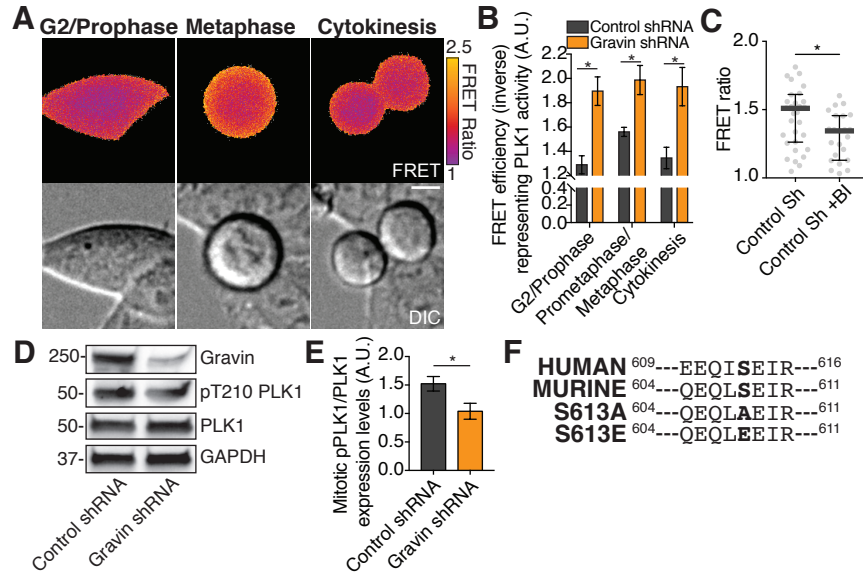 A
G2/Prophase Metaphase Cytokinesis
2.5
FRET Ratio
1
FRET
DIC
B
Control shRNA
Gravin shRNA
FRET efficiency (inverse)
representing PLK1 activity (A.U.)
2.2
2.0
1.8
1.6
1.4
1.2
0.4
0.2
0.0
* * *
G2/Prophase
Prometaphase/
Metaphase
Cytokinesis
C
FRET ratio
2.0
1.5
1.0
*
Control Sh
Control Sh +BI
D
250- Gravin
50- pT210 PLK1
50- PLK1
37- GAPDH
Control shRNA
Gravin shRNA
E
Mitotic pPLK1/PLK1
expression levels (A.U.)
2.0
1.5
1.0
0.5
0.0
*
Control shRNA
Gravin shRNA
F
HUMAN 609---EEQISEIR---616
MURINE 604---QEQLSEIR---611
S613A 604---QEQLAEIR---611
S613E 604---QEQLEEIR---611